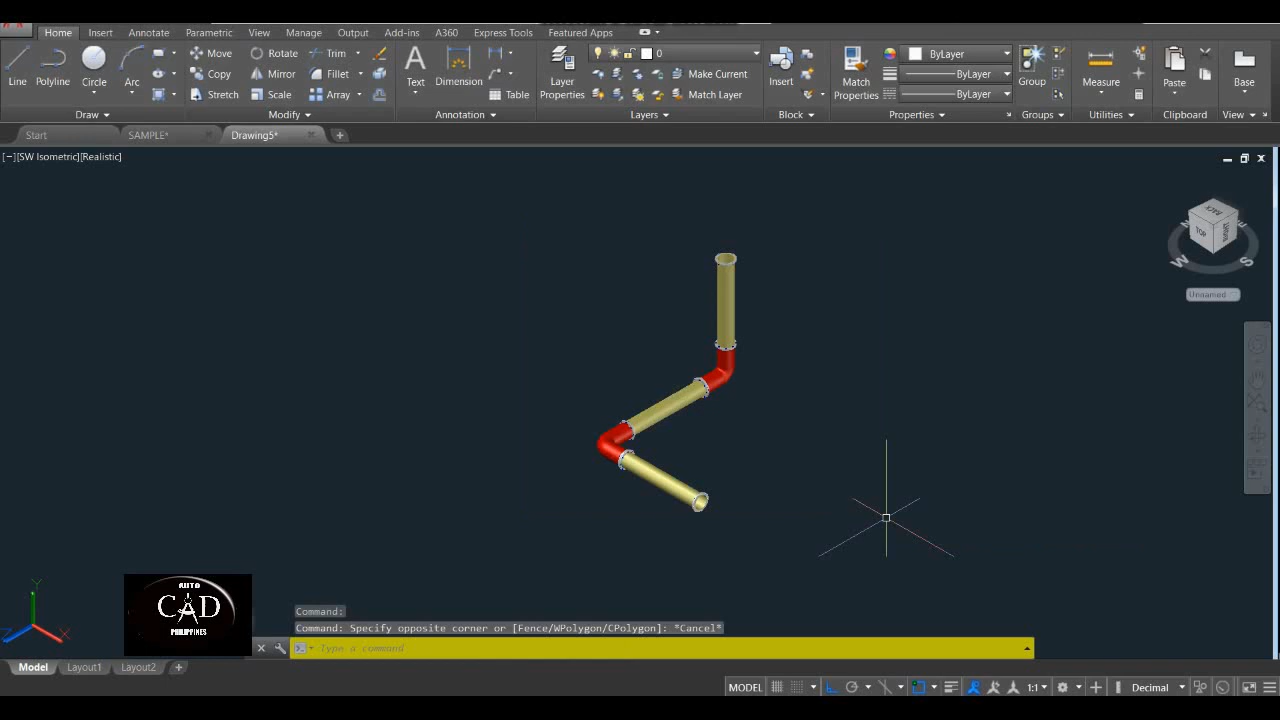 Home Insert Annotate Parametric View Manage Output Add-ins A360 Express Tools Featured Apps
Move Rotate Trim 0 ByLayer
Line Polyline Circle Arc Copy Mirror Fillet Text Dimension Layer Properties Make Current Insert Match Properties ByLayer Group Measure Paste Base
Stretch Scale Array Table Match Layer ByLayer
Draw Modify Annotation Layers Block Properties Groups Utilities Clipboard View
Start SAMPLE* Drawing5*
[−][SW Isometric][Realistic]
BACK
TOP
W S
Unnamed
Y
Z X
AUTO
CAD
PHILIPPINES
Command:
Command: Specify opposite corner or [Fence/WPolygon/CPolygon]: *Cancel*
Type a command
Model Layout1 Layout2
MODEL 1:1 Decimal